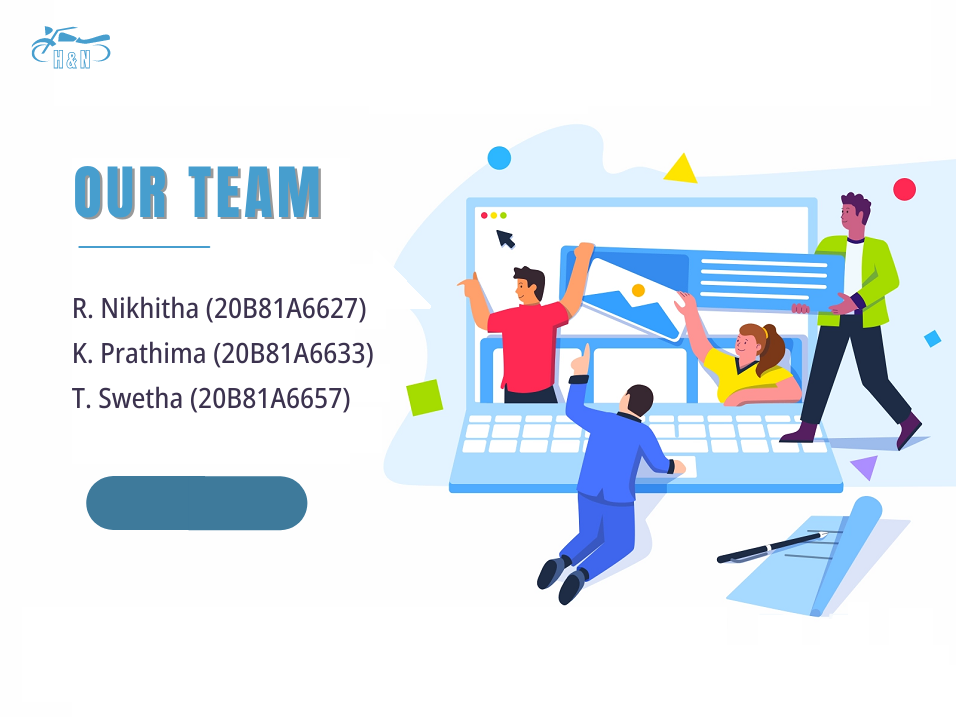 H&N
OUR TEAM
R. Nikhitha (20B81A6627)
K. Prathima (20B81A6633)
T. Swetha (20B81A6657)